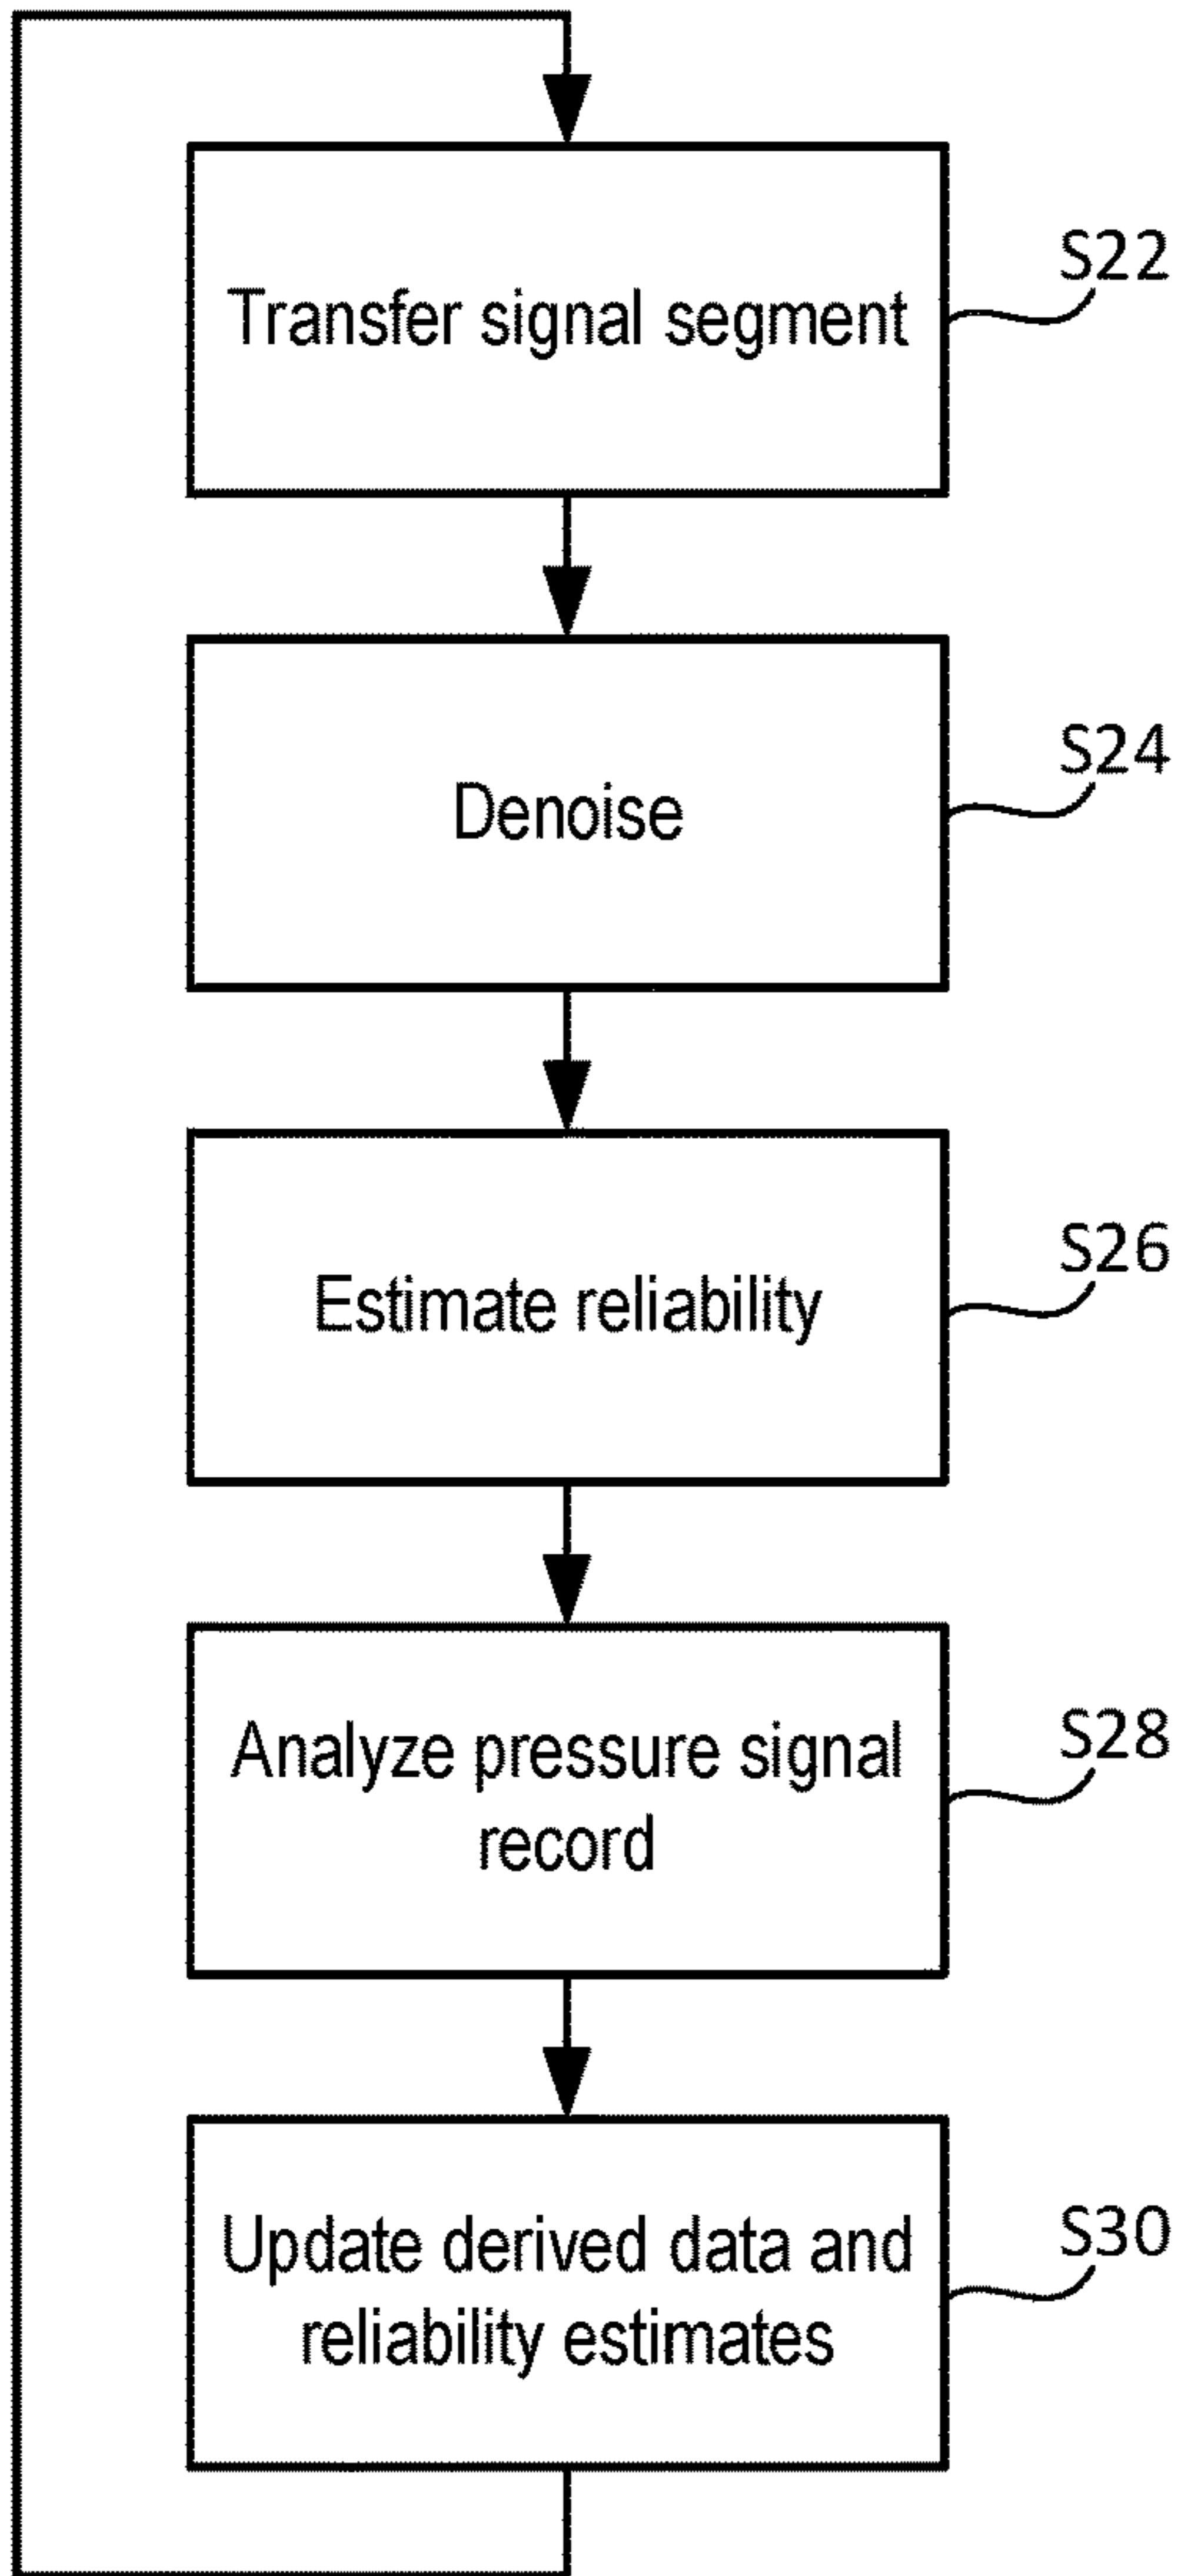 S22
Transfer signal segment
S24
Denoise
S26
Estimate reliability
S28
Analyze pressure signal
record
S30
Update derived data and
reliability estimates